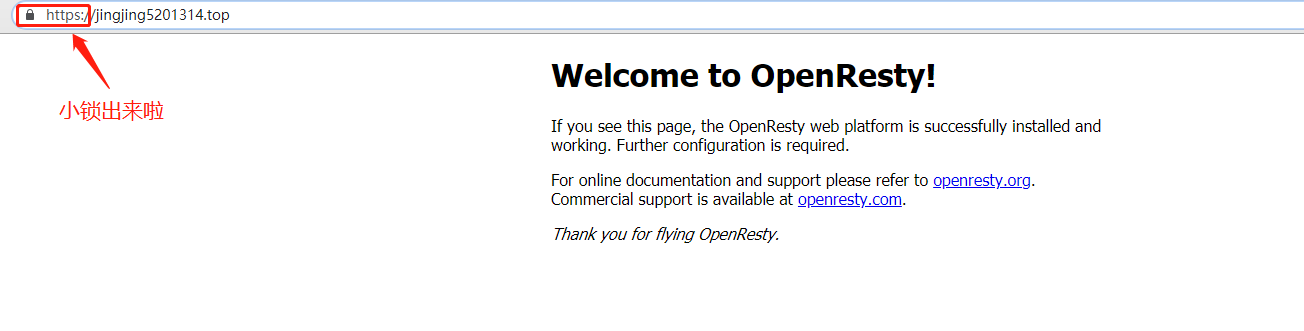 https://jingjing5201314.top
小锁出来啦
Welcome to OpenResty!
If you see this page, the OpenResty web platform is successfully installed and
working. Further configuration is required.
For online documentation and support please refer to openresty.org.
Commercial support is available at openresty.com.
Thank you for flying OpenResty.